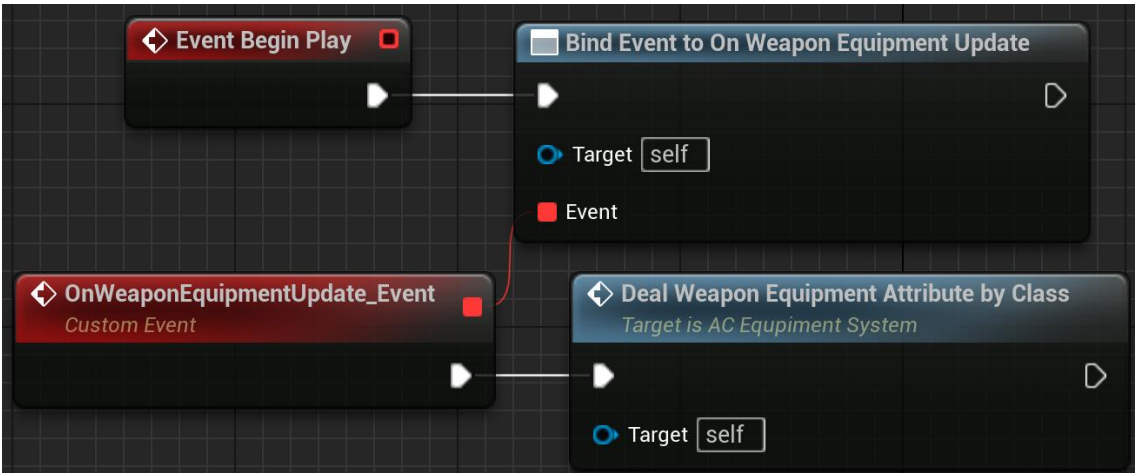 Event Begin Play
Bind Event to On Weapon Equipment Update
Target self
Event
OnWeaponEquipmentUpdate_Event
Custom Event
Deal Weapon Equipment Attribute by Class
Target is AC Equpiment System
Target self